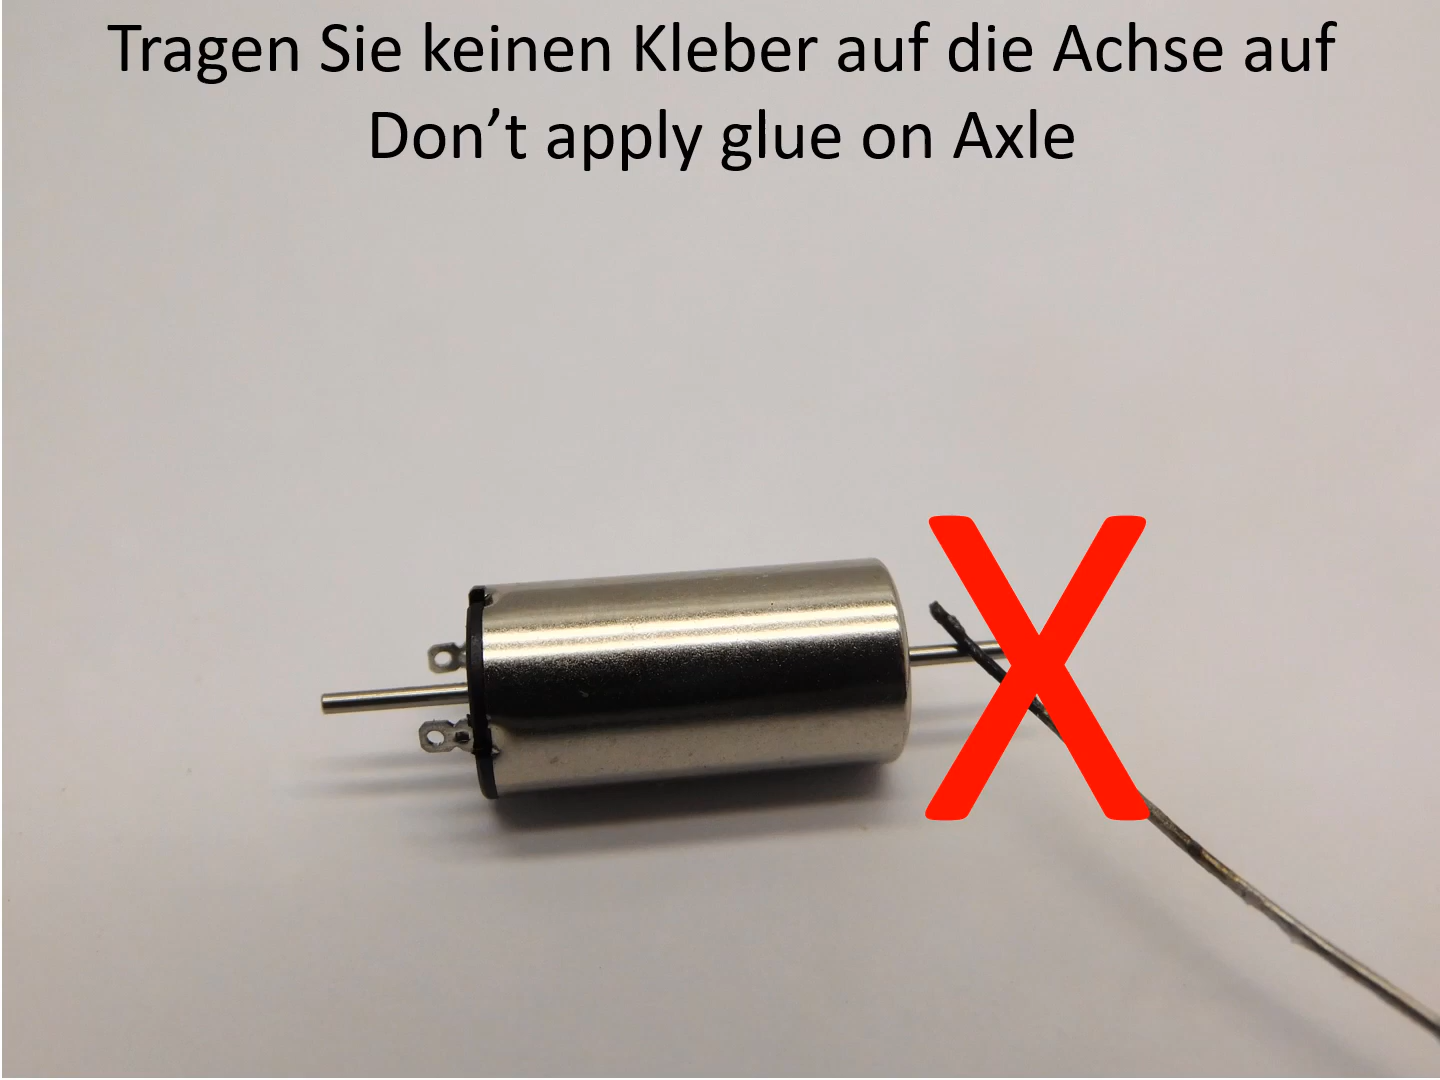 Tragen Sie keinen Kleber auf die Achse auf
Don’t apply glue on Axle
X